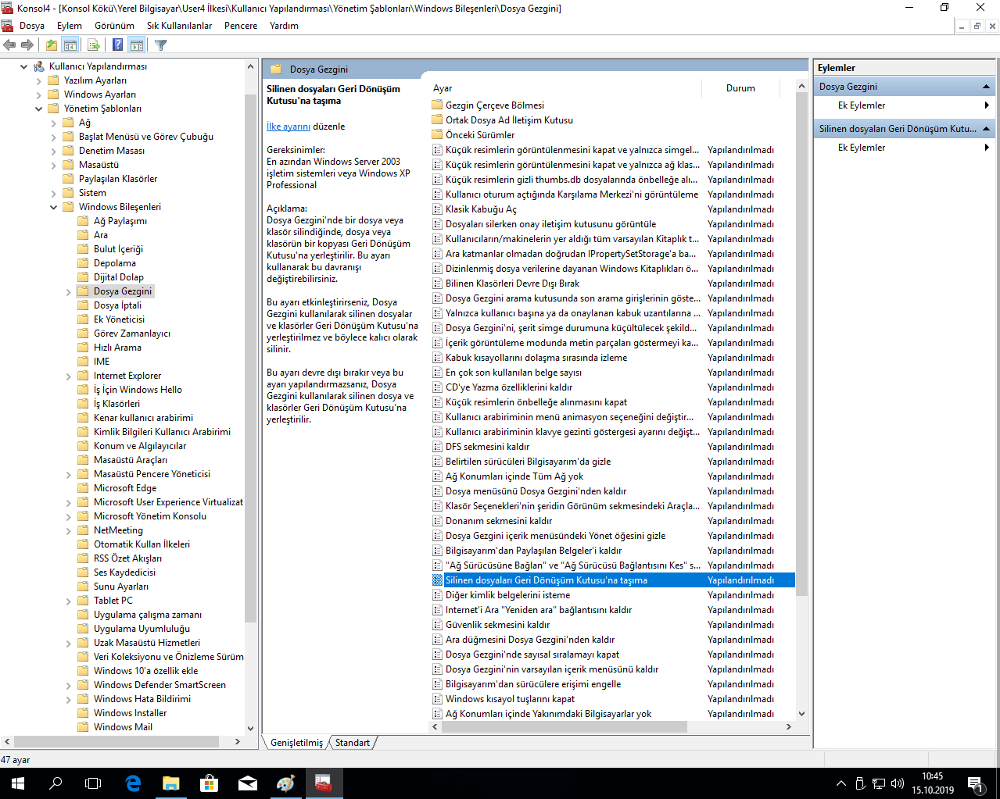 Konsol4 - [Konsol Kökü\Yerel Bilgisayar\User4 İlkesi\Kullanıcı Yapılandırması\Yönetim Şablonları\Windows Bileşenleri\Dosya Gezgini]
Dosya Eylem Görünüm Sık Kullanılanlar Pencere Yardım
Kullanıcı Yapılandırması
Yazılım Ayarları
Windows Ayarları
Yönetim Şablonları
Ağ
Başlat Menüsü ve Görev Çubuğu
Denetim Masası
Masaüstü
Paylaşılan Klasörler
Sistem
Windows Bileşenleri
Ağ Paylaşımı
Ara
Bulut İçeriği
Depolama
Dijital Dolap
Dosya Gezgini
Dosya İptali
Ek Yöneticisi
Görev Zamanlayıcı
Hızlı Arama
IME
Internet Explorer
İş İçin Windows Hello
İş Klasörleri
Kenar kullanıcı arabirimi
Kimlik Bilgileri Kullanıcı Arabirimi
Konum ve Algılayıcılar
Masaüstü Araçları
Masaüstü Pencere Yöneticisi
Microsoft Edge
Microsoft User Experience Virtualizat
Microsoft Yönetim Konsolu
NetMeeting
Otomatik Kullan İlkeleri
RSS Özet Akışları
Ses Kaydedicisi
Sunu Ayarları
Tablet PC
Uygulama çalışma zamanı
Uygulama Uyumluluğu
Uzak Masaüstü Hizmetleri
Veri Koleksiyonu ve Önizleme Sürüm
Windows 10'a özellik ekle
Windows Defender SmartScreen
Windows Hata Bildirimi
Windows Installer
Windows Mail
Dosya Gezgini
Silinen dosyaları Geri Dönüşüm
Kutusu'na taşıma
İlke ayarını düzenle
Gereksinimler:
En azından Windows Server 2003
işletim sistemleri veya Windows XP
Professional
Açıklama:
Dosya Gezgini'nde bir dosya veya
klasör silindiğinde, dosya veya
klasörün bir kopyası Geri Dönüşüm
Kutusu'na yerleştirilir. Bu ayarı
kullanarak bu davranışı
değiştirebilirsiniz.
Bu ayarı etkinleştirirseniz, Dosya
Gezgini kullanılarak silinen dosyalar
ve klasörler Geri Dönüşüm Kutusu'na
yerleştirilmez ve böylece kalıcı olarak
silinir.
Bu ayarı devre dışı bırakır veya bu
ayarı yapılandırmazsanız, Dosya
Gezgini kullanılarak silinen dosya ve
klasörler Geri Dönüşüm Kutusu'na
yerleştirilir.
Ayar Durum
Gezgin Çerçeve Bölmesi
Ortak Dosya Ad İletişim Kutusu
Önceki Sürümler
Küçük resimlerin görüntülenmesini kapat ve yalnızca simgel... Yapılandırılmadı
Küçük resimlerin görüntülenmesini kapat ve yalnızca ağ klas... Yapılandırılmadı
Küçük resimlerin gizli thumbs.db dosyalarında önbelleğe alı... Yapılandırılmadı
Kullanıcı oturum açtığında Karşılama Merkezi'ni görüntüleme Yapılandırılmadı
Klasik Kabuğu Aç Yapılandırılmadı
Dosyaları silerken onay iletişim kutusunu görüntüle Yapılandırılmadı
Kullanıcıların/makinelerin yer aldığı tüm varsayılan Kitaplık t... Yapılandırılmadı
Ara katmanlar olmadan doğrudan IPropertySetStorage'a ba... Yapılandırılmadı
Dizinlenmiş dosya verilerine dayanan Windows Kitaplıkları ö... Yapılandırılmadı
Bilinen Klasörleri Devre Dışı Bırak Yapılandırılmadı
Dosya Gezgini arama kutusunda son arama girişlerinin göste... Yapılandırılmadı
Yalnızca kullanıcı başına ya da onaylanan kabuk uzantılarına ... Yapılandırılmadı
Dosya Gezgini'ni, şerit simge durumuna küçültülecek şekild... Yapılandırılmadı
İçerik görüntüleme modunda metin parçaları göstermeyi ka... Yapılandırılmadı
Kabuk kısayollarını dolaşma sırasında izleme Yapılandırılmadı
En çok son kullanılan belge sayısı Yapılandırılmadı
CD'ye Yazma özelliklerini kaldır Yapılandırılmadı
Küçük resimlerin önbelleğe alınmasını kapat Yapılandırılmadı
Kullanıcı arabiriminin menü animasyon seçeneğini değiştir... Yapılandırılmadı
Kullanıcı arabiriminin klavye gezinti göstergesi ayarını değişt... Yapılandırılmadı
DFS sekmesini kaldır Yapılandırılmadı
Belirtilen sürücüleri Bilgisayarım'da gizle Yapılandırılmadı
Ağ Konumları içinde Tüm Ağ yok Yapılandırılmadı
Dosya menüsünü Dosya Gezgini'nden kaldır Yapılandırılmadı
Klasör Seçenekleri'nin şeridin Görünüm sekmesindeki Araçla... Yapılandırılmadı
Donanım sekmesini kaldır Yapılandırılmadı
Dosya Gezgini içerik menüsündeki Yönet öğesini gizle Yapılandırılmadı
Bilgisayarım'dan Paylaşılan Belgeler'i kaldır Yapılandırılmadı
"Ağ Sürücüsüne Bağlan" ve "Ağ Sürücüsü Bağlantısını Kes" s... Yapılandırılmadı
Silinen dosyaları Geri Dönüşüm Kutusu'na taşıma Yapılandırılmadı
Diğer kimlik belgelerini isteme Yapılandırılmadı
Internet'i Ara "Yeniden ara" bağlantısını kaldır Yapılandırılmadı
Güvenlik sekmesini kaldır Yapılandırılmadı
Ara düğmesini Dosya Gezgini'nden kaldır Yapılandırılmadı
Dosya Gezgini'nde sayısal sıralamayı kapat Yapılandırılmadı
Dosya Gezgini'nin varsayılan içerik menüsünü kaldır Yapılandırılmadı
Bilgisayarım'dan sürücülere erişimi engelle Yapılandırılmadı
Windows kısayol tuşlarını kapat Yapılandırılmadı
Ağ Konumları içinde Yakınımdaki Bilgisayarlar yok Yapılandırılmadı
Genişletilmiş Standart
Eylemler
Dosya Gezgini
Ek Eylemler
Silinen dosyaları Geri Dönüşüm Kutu...
Ek Eylemler
47 ayar
10:45
15.10.2019
1